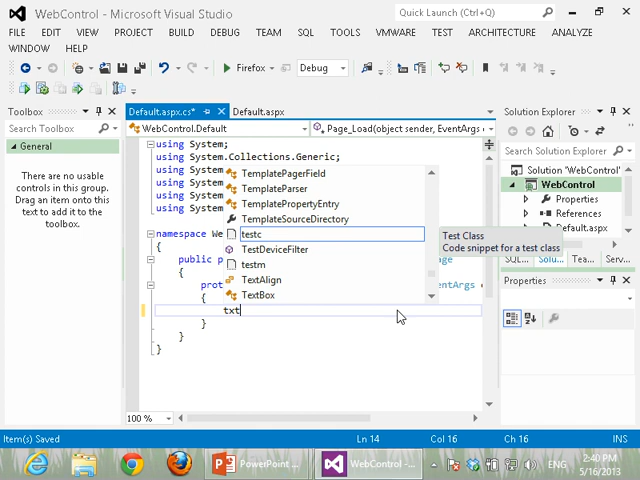 WebControl - Microsoft Visual Studio
Quick Launch (Ctrl+Q)
FILE EDIT VIEW PROJECT BUILD DEBUG TEAM SQL TOOLS VMWARE TEST ARCHITECTURE ANALYZE
WINDOW HELP
Firefox Debug
Toolbox
Search Toolbox
General
There are no usable
controls in this group.
Drag an item onto this
text to add it to the
toolbox.
Default.aspx.cs* Default.aspx
WebControl.Default Page_Load(object sender, EventArgs e
using System;
using System.Collections.Generic;
using Sys
using Sys
using Sys
namespace We
{
public p
{
prot
EventArgs
{
txt
}
}
}
TemplatePagerField
TemplateParser
TemplatePropertyEntry
TemplateSourceDirectory
testc
TestDeviceFilter
testm
TextAlign
TextBox
Test Class
Code snippet for a test class
100 %
Solution Explorer
Search Solution Explorer
Solution 'WebControl'
WebControl
Properties
References
Default.aspx
SQ... Solu... Tea... Serv...
Properties
Item(s) Saved Ln 14 Col 16 Ch 16 INS
PowerPoint ... WebControl -... ENG
2:40 PM
5/16/2013